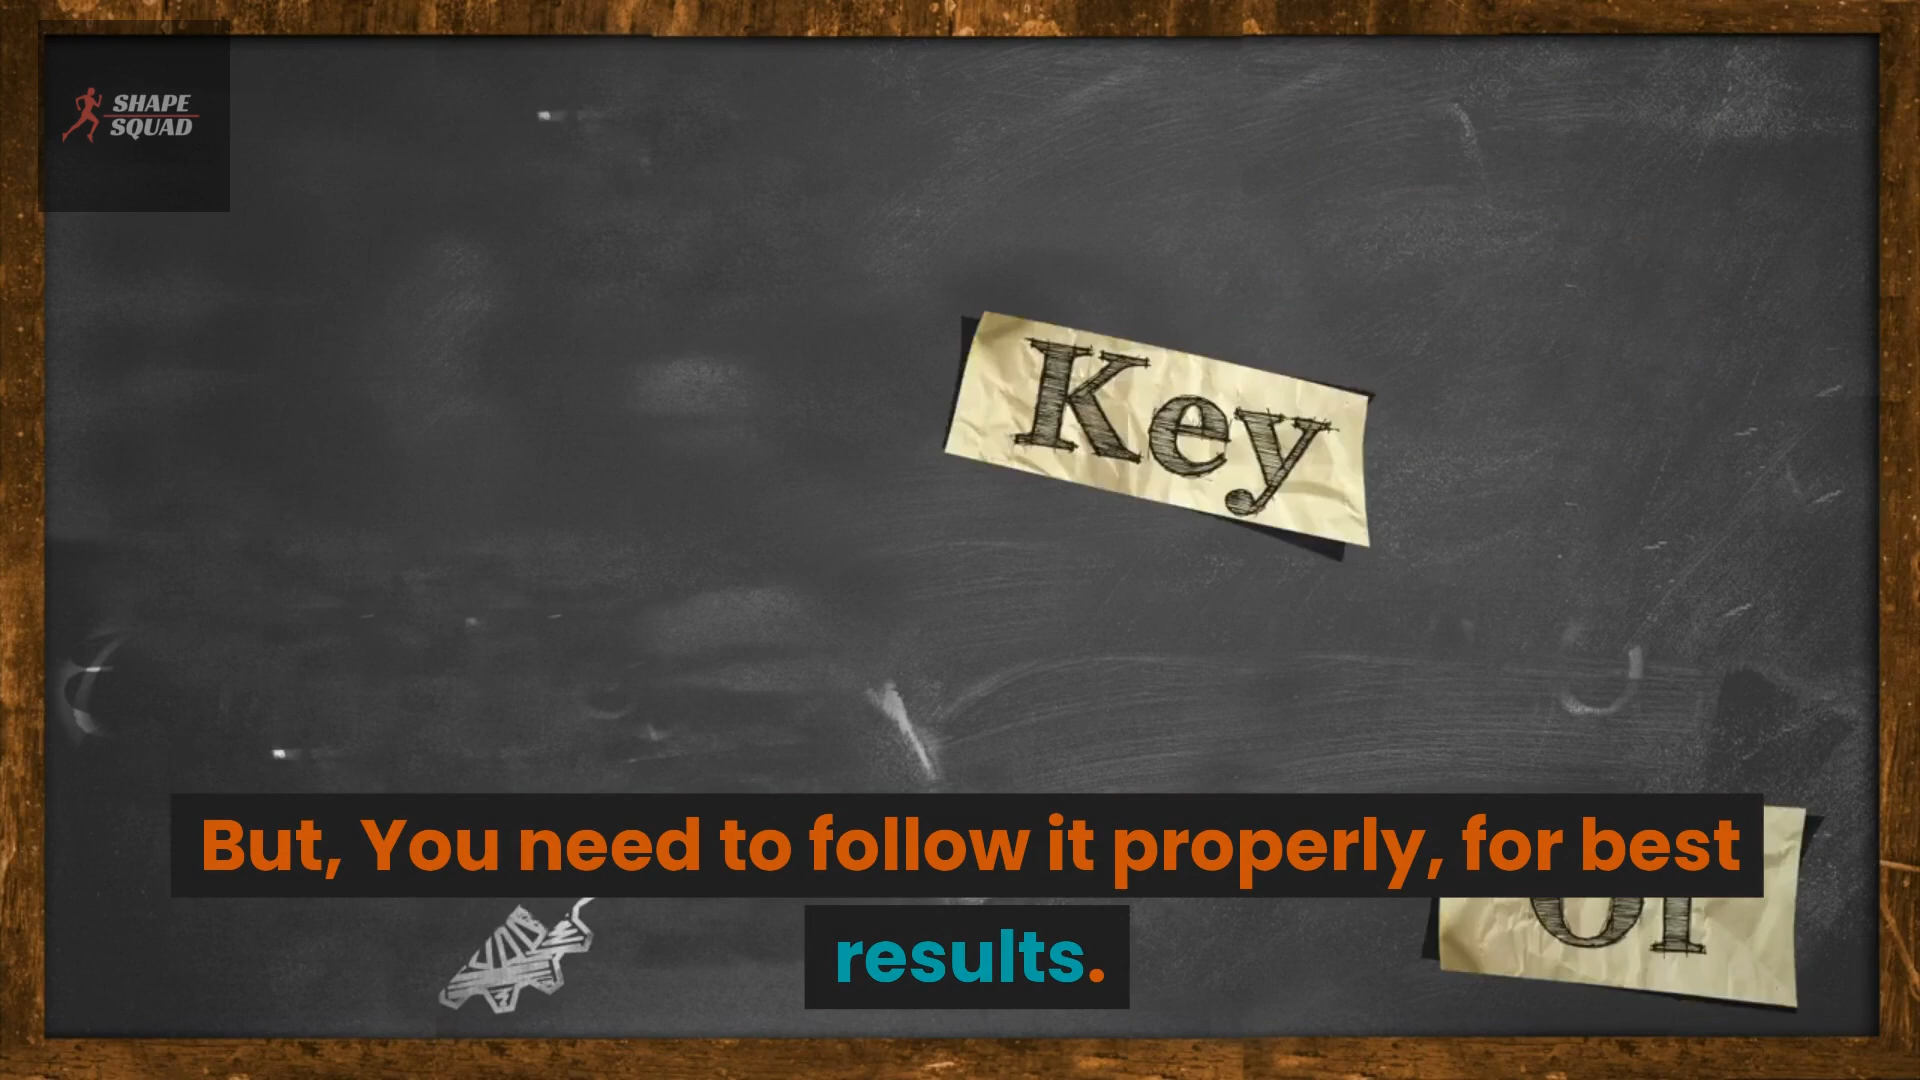 SHAPE
SQUAD
Key
But, You need to follow it properly, for best
results.